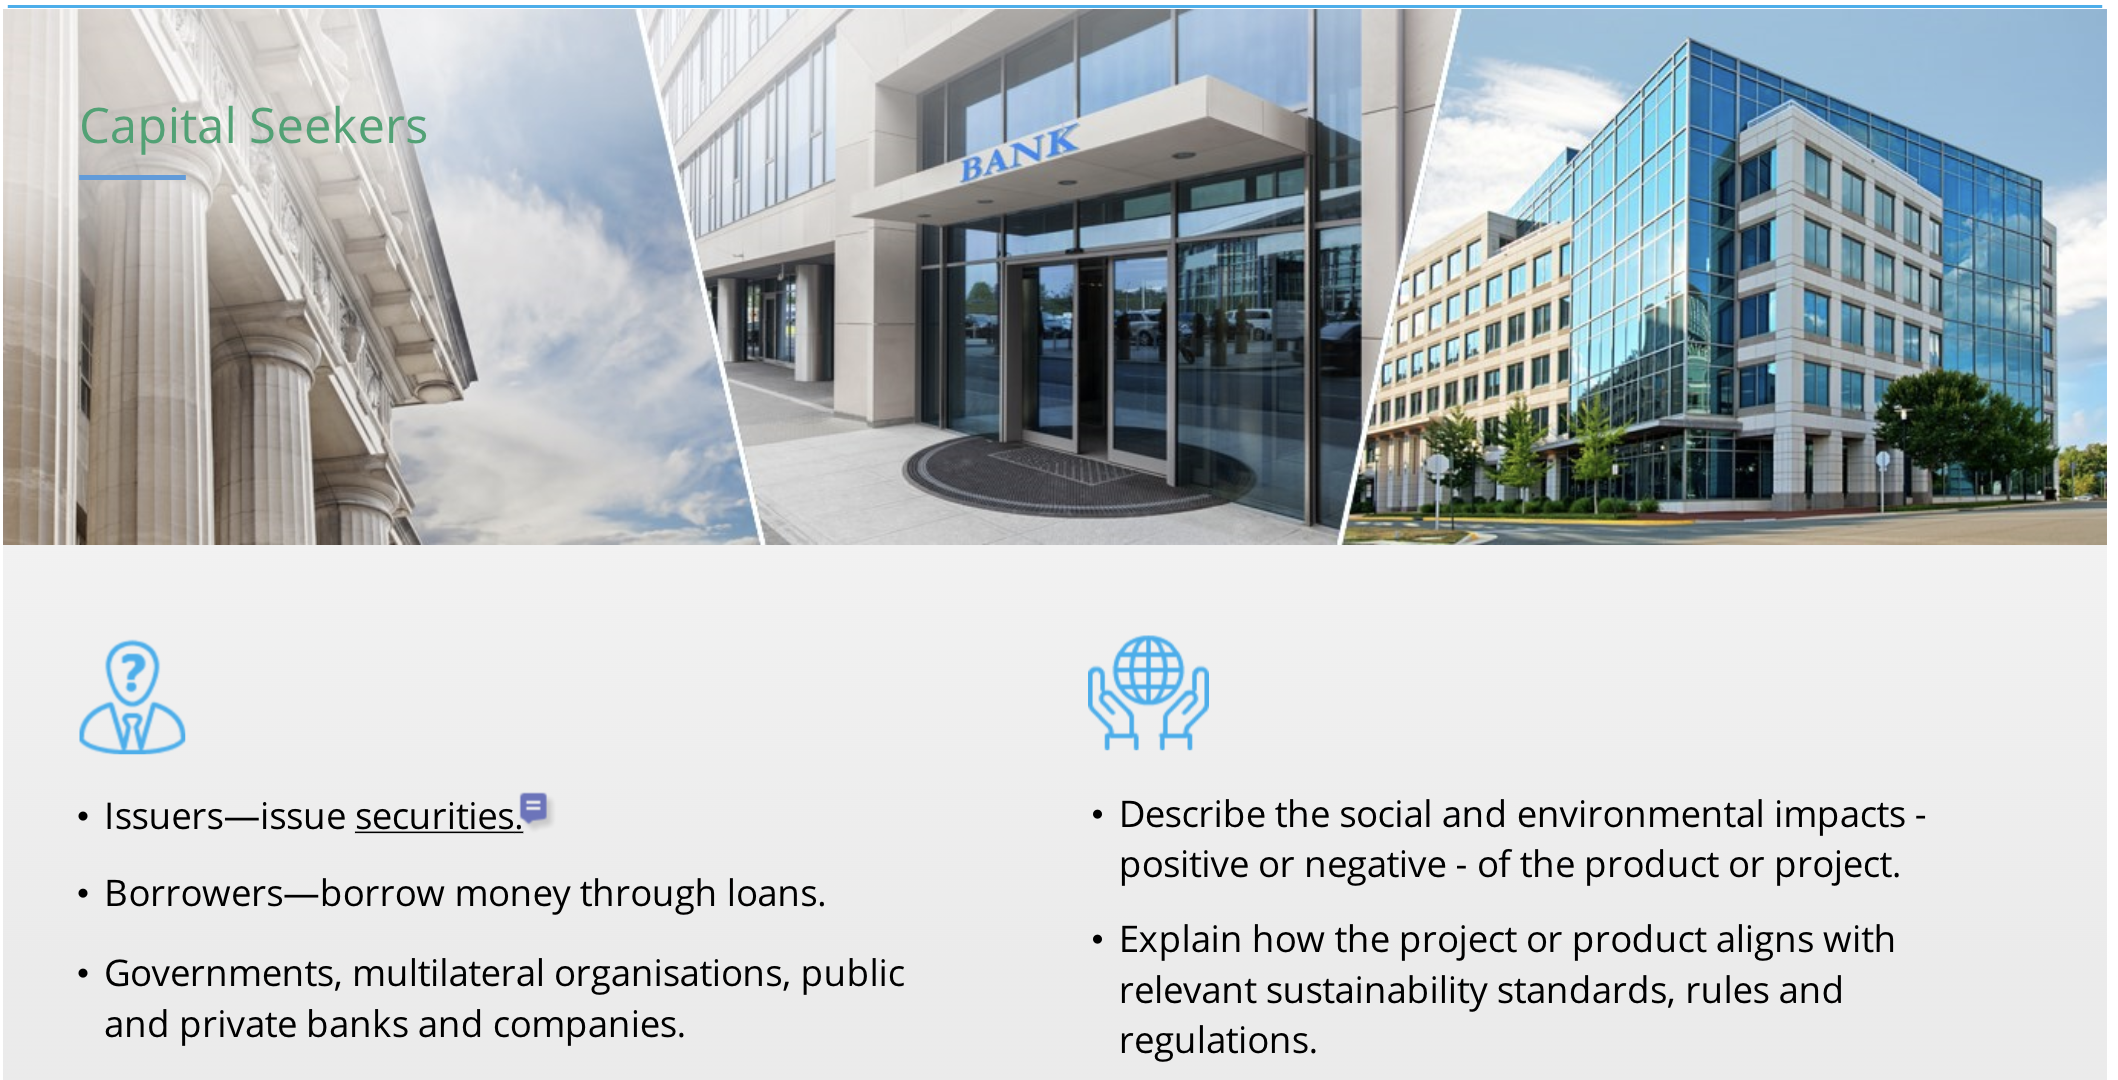 Capital Seekers
BANK
?
• Issuers—issue securities.
• Borrowers—borrow money through loans.
• Governments, multilateral organisations, public
and private banks and companies.
• Describe the social and environmental impacts -
positive or negative - of the product or project.
• Explain how the project or product aligns with
relevant sustainability standards, rules and
regulations.